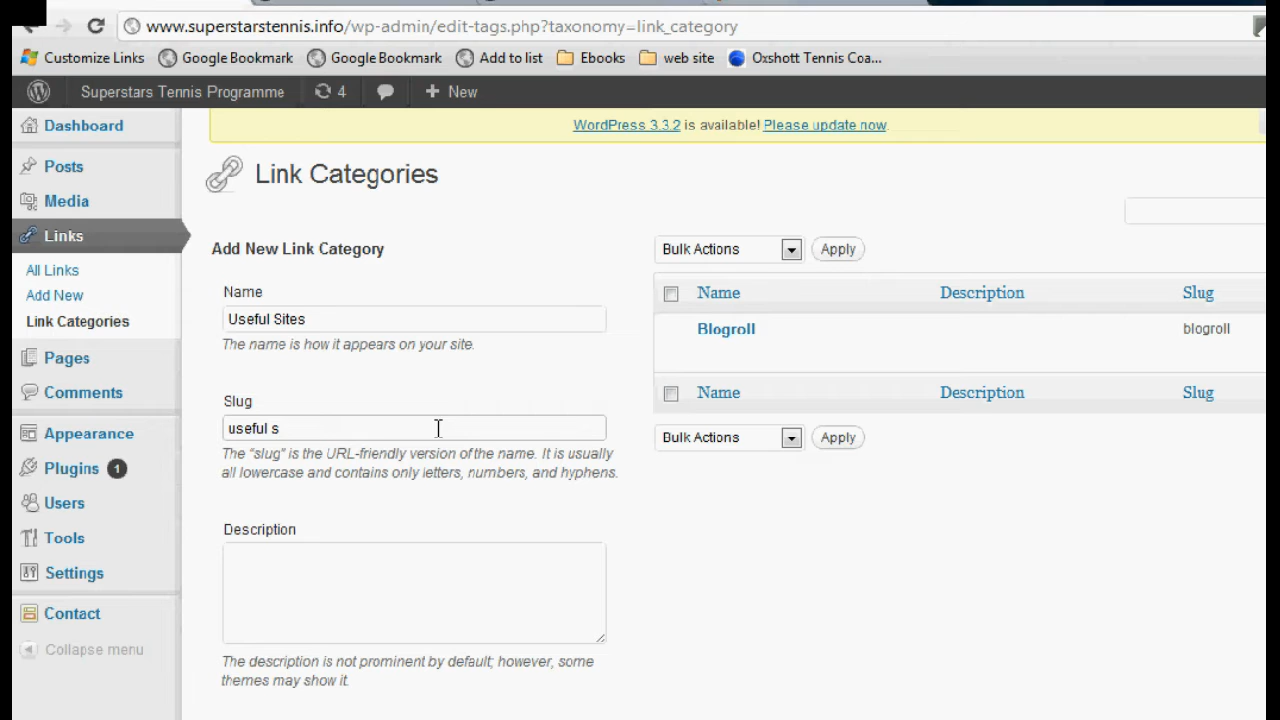 www.superstarstennis.info/wp-admin/edit-tags.php?taxonomy=link_category
Customize Links Google Bookmark Google Bookmark Add to list Ebooks web site Oxshott Tennis Coa...
Superstars Tennis Programme 4 + New
WordPress 3.3.2 is available! Please update now.
Dashboard
Posts
Media
Links
All Links
Add New
Link Categories
Pages
Comments
Appearance
Plugins 1
Users
Tools
Settings
Contact
Collapse menu
Link Categories
Add New Link Category
Name
Useful Sites
The name is how it appears on your site.
Slug
useful s
The “slug” is the URL-friendly version of the name. It is usually
all lowercase and contains only letters, numbers, and hyphens.
Description
The description is not prominent by default; however, some
themes may show it.
Bulk Actions Apply
Name Description Slug
Blogroll blogroll
Name Description Slug
Bulk Actions Apply